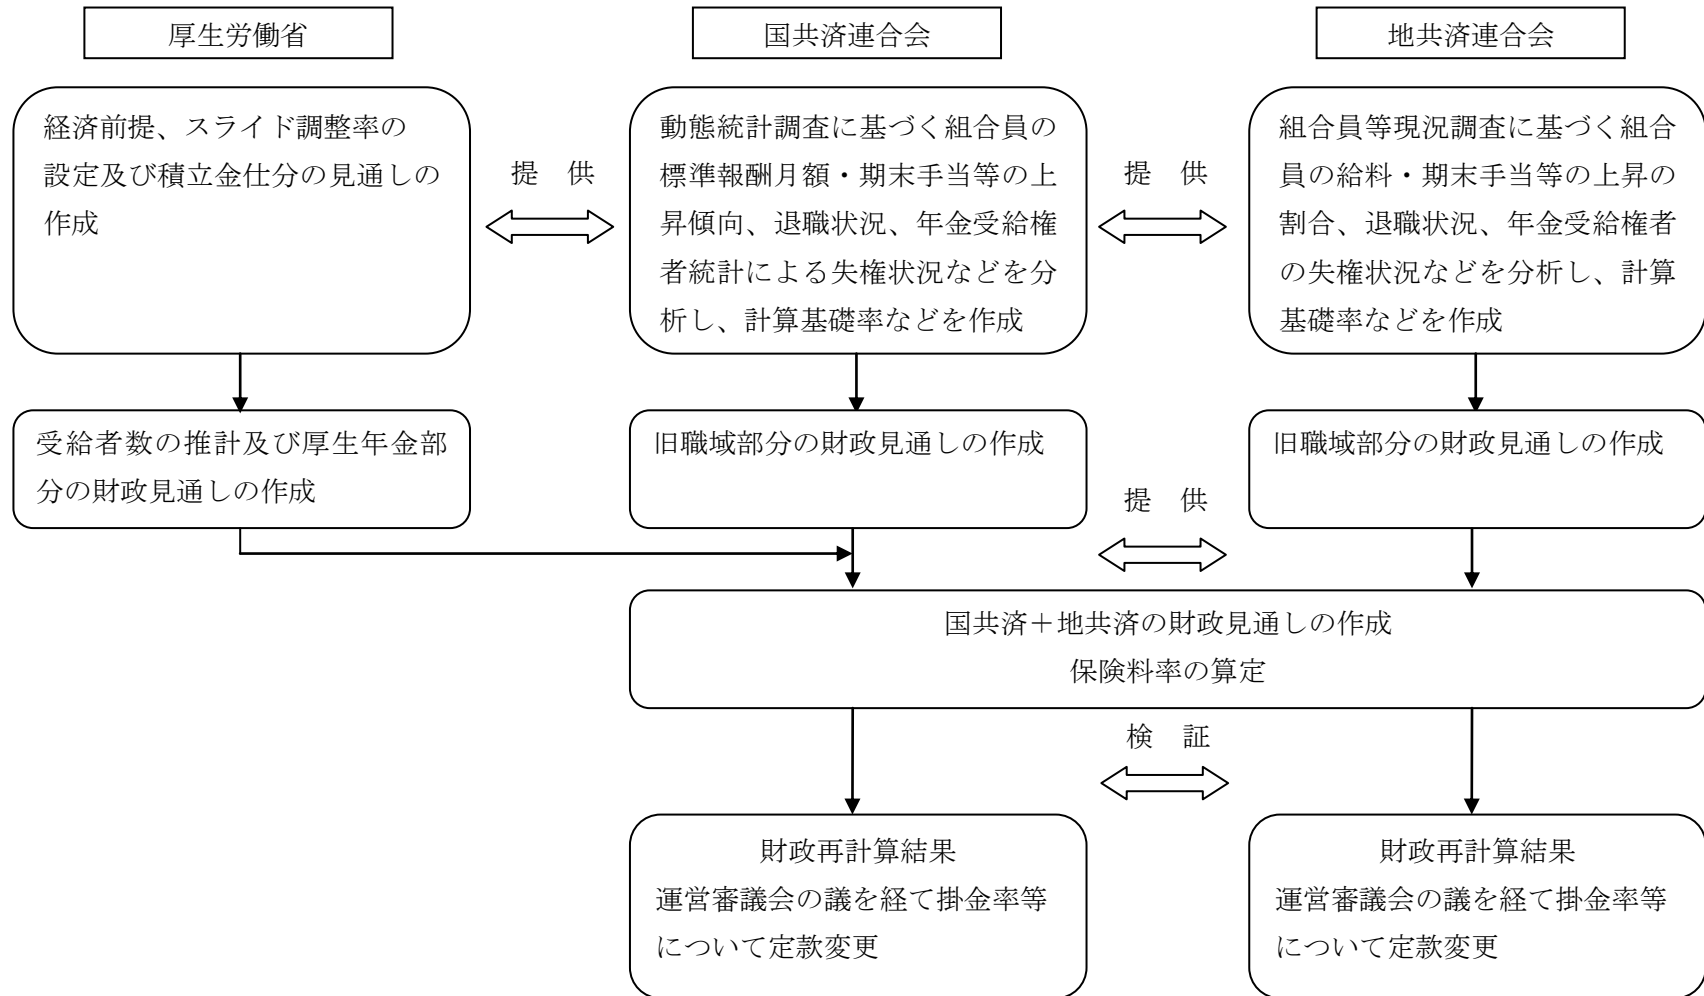 厚生労働省
国共済連合会
地共済連合会
経済前提、スライド調整率の
設定及び積立金仕分の見通しの
作成
提 供
動態統計調査に基づく組合員の
標準報酬月額・期末手当等の上
昇傾向、退職状況、年金受給権
者統計による失権状況などを分
析し、計算基礎率などを作成
提 供
組合員等現況調査に基づく組合
員の給料・期末手当等の上昇の
割合、退職状況、年金受給権者
の失権状況などを分析し、計算
基礎率などを作成
受給者数の推計及び厚生年金部
分の財政見通しの作成
旧職域部分の財政見通しの作成
提 供
旧職域部分の財政見通しの作成
国共済＋地共済の財政見通しの作成
保険料率の算定
検 証
財政再計算結果
運営審議会の議を経て掛金率等
について定款変更
財政再計算結果
運営審議会の議を経て掛金率等
について定款変更